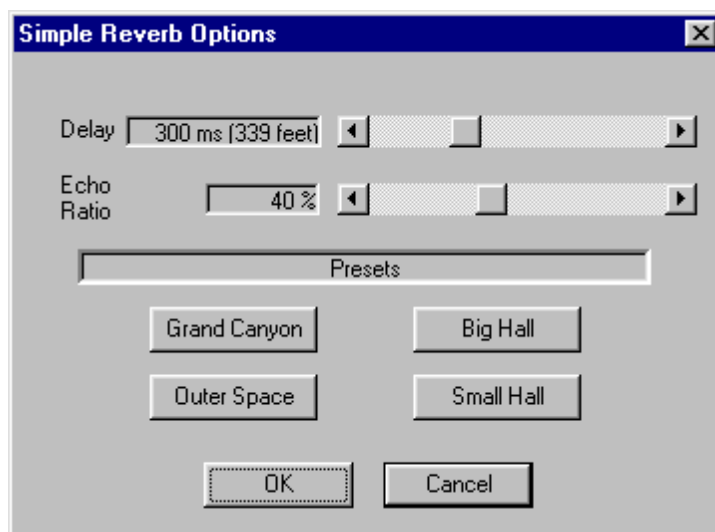 Simple Reverb Options
Delay 300 ms (339 feet)
Echo
Ratio 40 %
Presets
Grand Canyon Big Hall
Outer Space Small Hall
OK Cancel